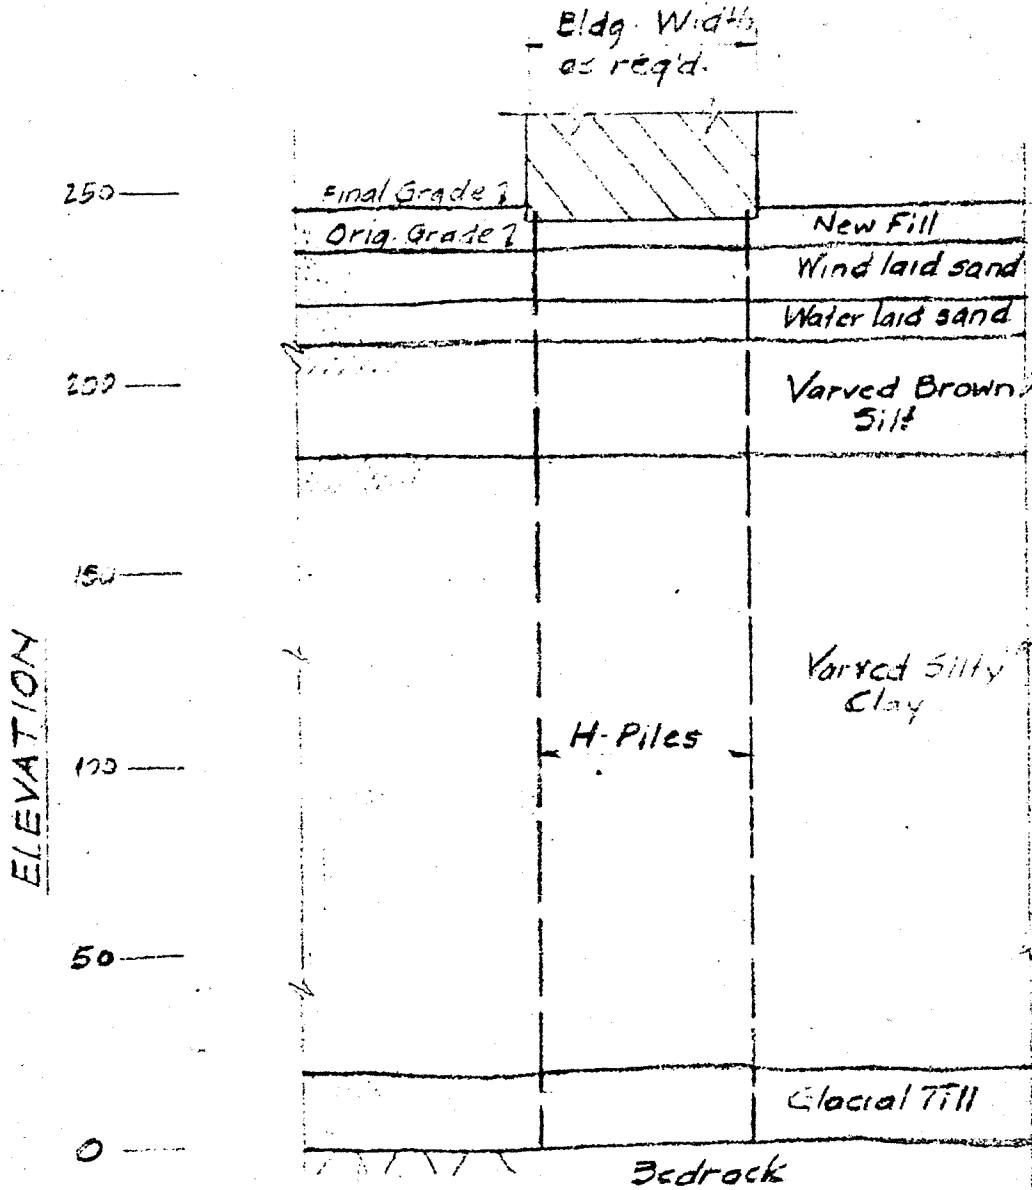 Bldg. Width
as req'd.
250
Final Grade
Orig. Grade
New Fill
Wind laid sand
Water laid sand
200
Varved Brown
Silt
150
ELEVATION
Varved Silty
Clay
H-Piles
100
50
Glacial Till
0
Bedrock